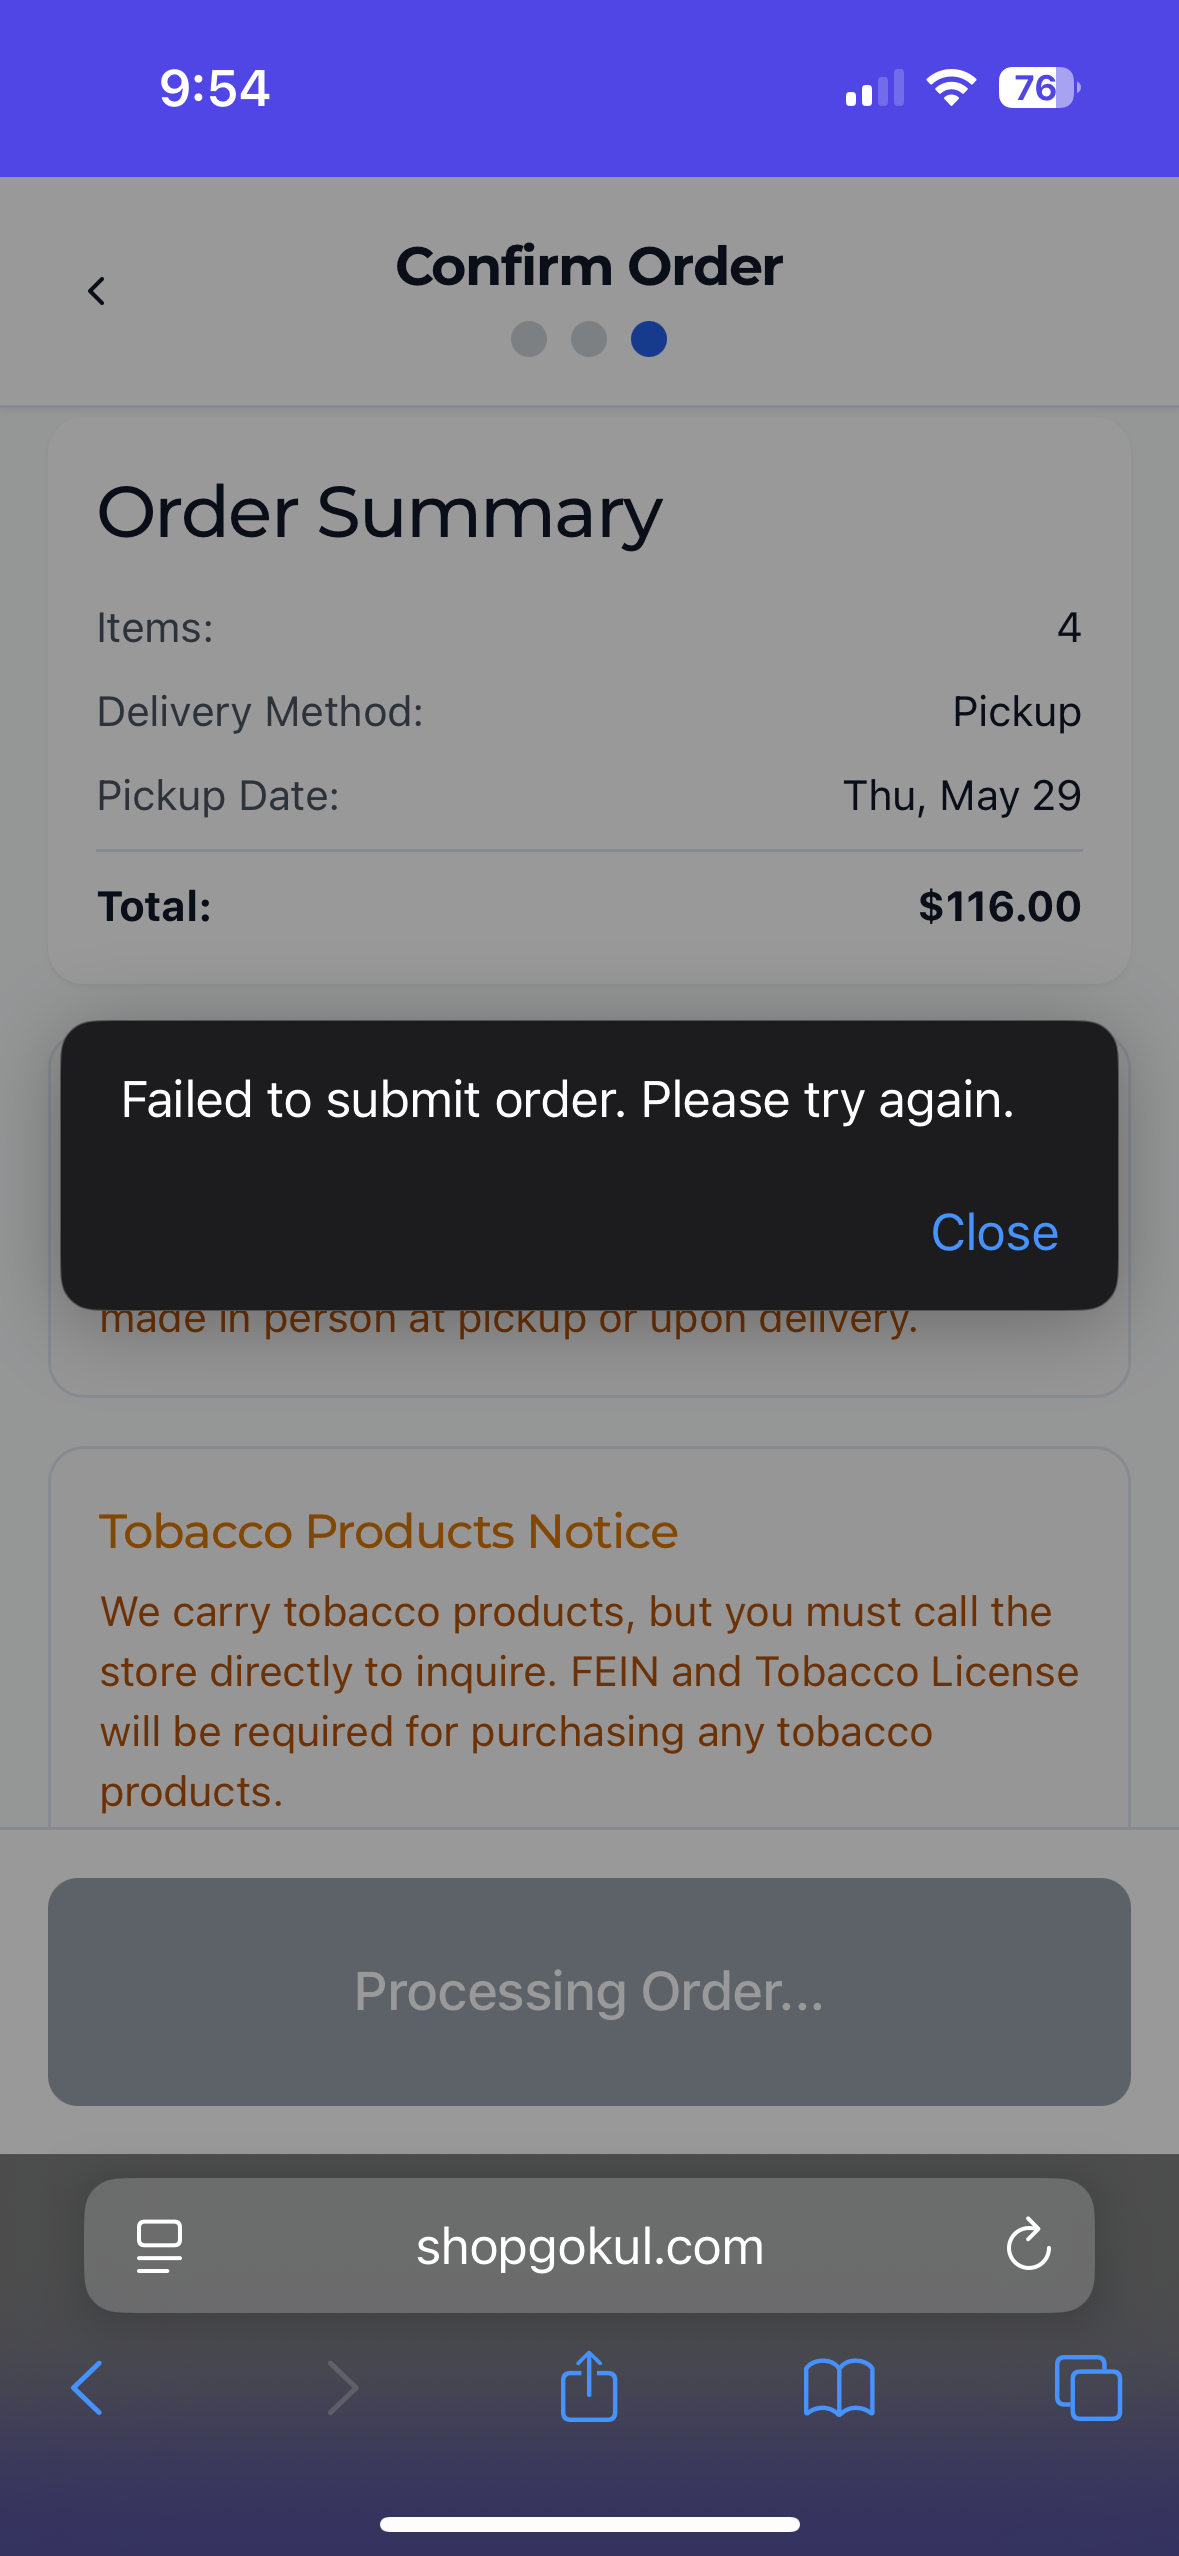 9:54
76
Confirm Order
Order Summary
Items: 4
Delivery Method: Pickup
Pickup Date: Thu, May 29
Total: $116.00
Failed to submit order. Please try again.
Close
made in person at pickup or upon delivery.
Tobacco Products Notice
We carry tobacco products, but you must call the
store directly to inquire. FEIN and Tobacco License
will be required for purchasing any tobacco
products.
Processing Order...
shopgokul.com